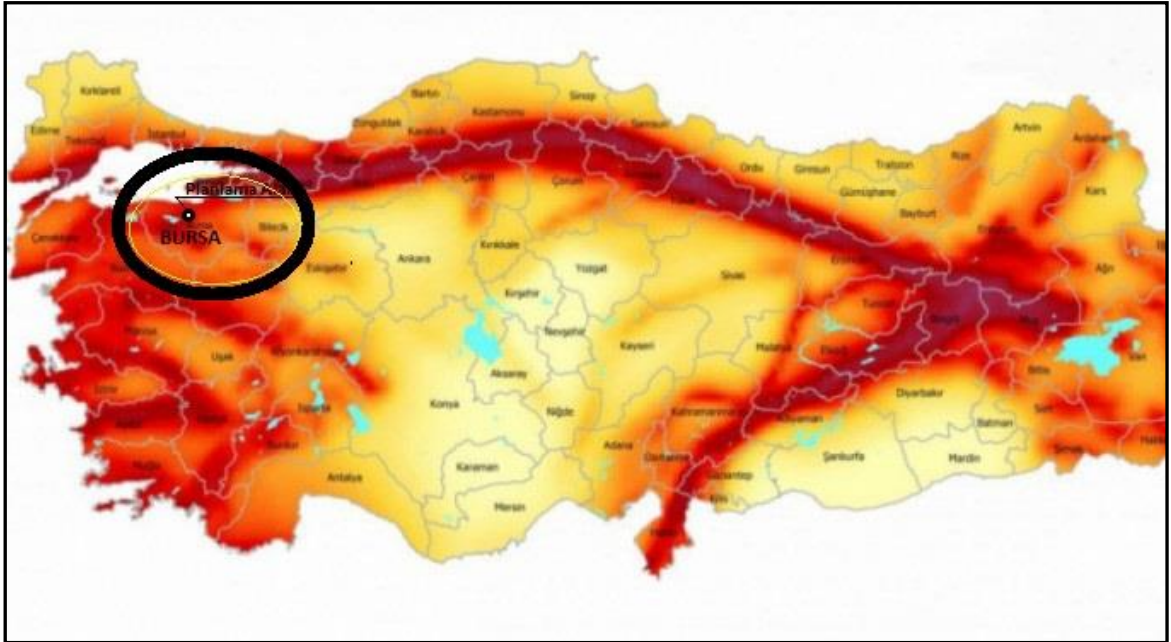 Kırklareli
Edirne
Tekirdağ
İstanbul
Zonguldak
Bartın
Karabük
Kastamonu
Sinop
Samsun
Ordu
Giresun
Trabzon
Rize
Artvin
Ardahan
Kars
Gümüşhane
Bayburt
Planlama A
BURSA
Bilecik
Çanakkale
Eskişehir
Ankara
Çankırı
Çorum
Kırıkkale
Yozgat
Sivas
Kırşehir
Nevşehir
Kayseri
Ağrı
Tunceli
Bingöl
Muş
Van
Bitlis
Elazığ
Malatya
Manisa
Uşak
Afyonkarahisar
Aksaray
Konya
Niğde
Isparta
İzmir
Burdur
Muğla
Antalya
Karaman
Mersin
Adana
Osmaniye
Kahramanmaraş
Adıyaman
Diyarbakır
Batman
Siirt
Şanlıurfa
Mardin
Gaziantep
Kilis
Hatay
Şırnak